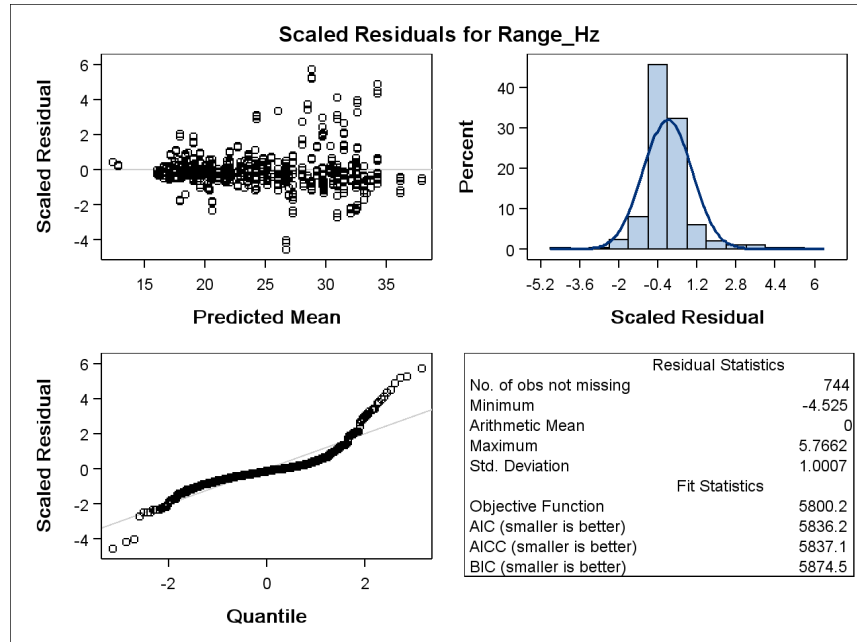 Scaled Residuals for Range_Hz
Scaled Residual
6
4
2
0
-2
-4
15 20 25 30 35
Predicted Mean
Percent
40
30
20
10
0
-5.2 -3.6 -2 -0.4 1.2 2.8 4.4 6
Scaled Residual
Scaled Residual
6
4
2
0
-2
-4
-2 0 2
Quantile
Residual Statistics
No. of obs not missing 744
Minimum -4.525
Arithmetic Mean 0
Maximum 5.7662
Std. Deviation 1.0007
Fit Statistics
Objective Function 5800.2
AIC (smaller is better) 5836.2
AICC (smaller is better) 5837.1
BIC (smaller is better) 5874.5